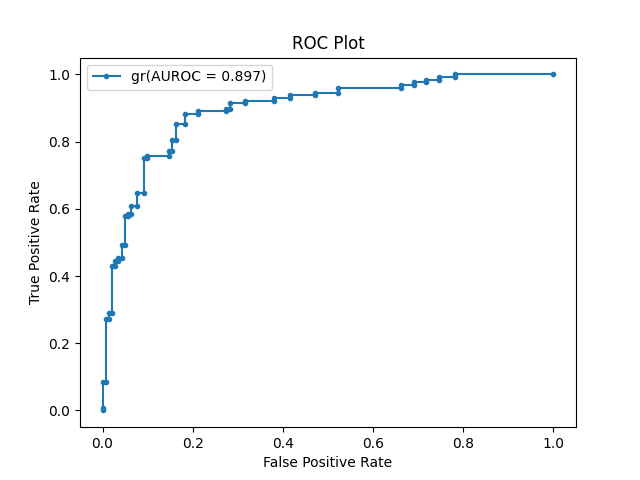 ROC Plot
gr(AUROC = 0.897)
True Positive Rate
1.0
0.8
0.6
0.4
0.2
0.0
0.0 0.2 0.4 0.6 0.8 1.0
False Positive Rate